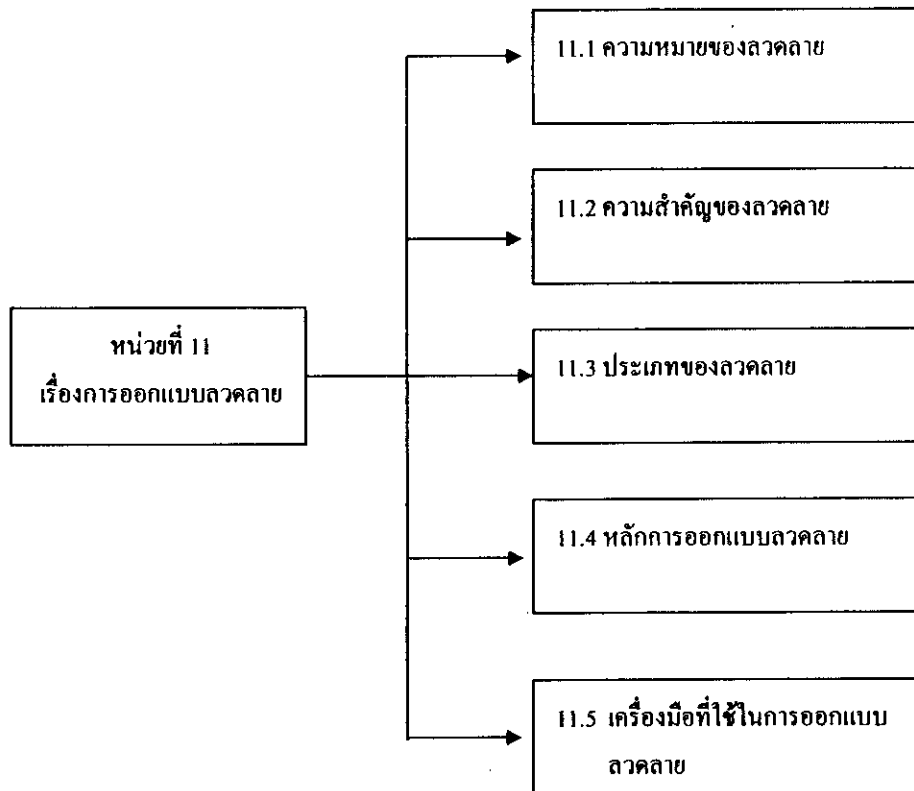 11.1 ความหมายของลวดลาย
11.2 ความสำคัญของลวดลาย
หน่วยที่ 11
เรื่องการออกแบบลวดลาย
11.3 ประเภทของลวดลาย
11.4 หลักการออกแบบลวดลาย
11.5 เครื่องมือที่ใช้ในการออกแบบ
ลวดลาย